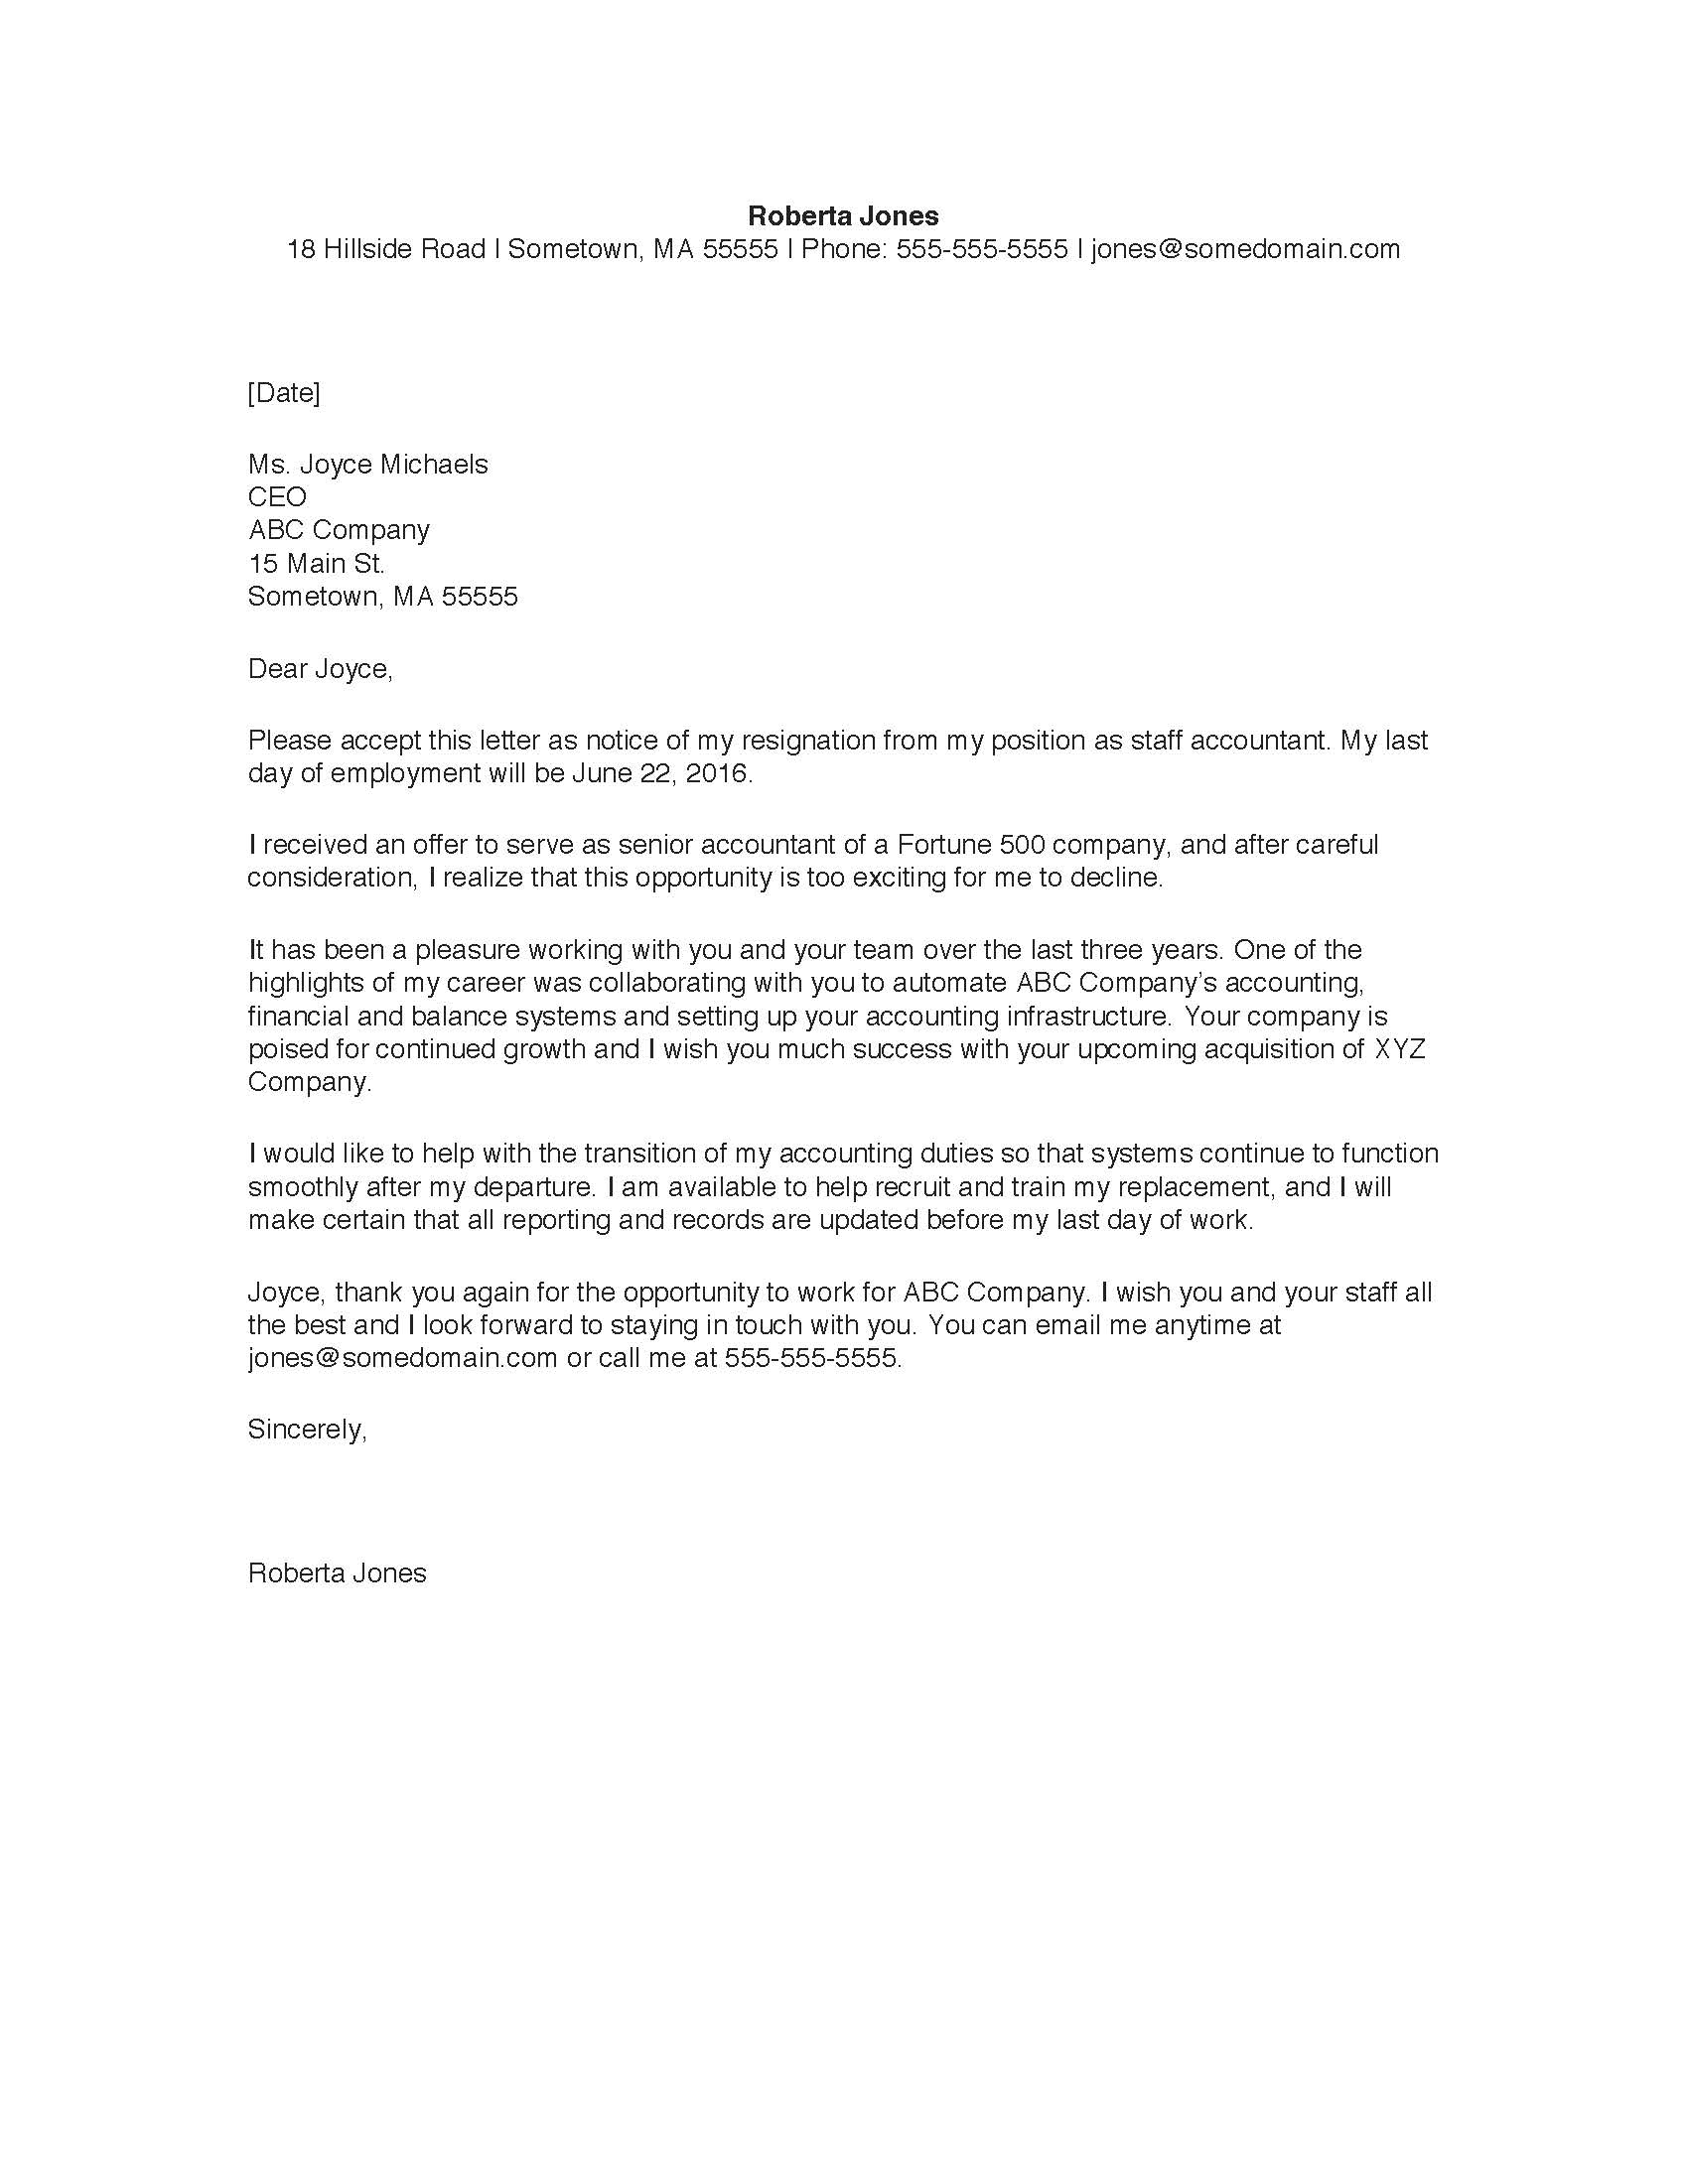 Roberta Jones
18 Hillside Road | Sometown, MA 55555 | Phone: 555-555-5555 | jones@somedomain.com
[Date]
Ms. Joyce Michaels
CEO
ABC Company
15 Main St.
Sometown, MA 55555
Dear Joyce,
Please accept this letter as notice of my resignation from my position as staff accountant. My last
day of employment will be June 22, 2016.
I received an offer to serve as senior accountant of a Fortune 500 company, and after careful
consideration, I realize that this opportunity is too exciting for me to decline.
It has been a pleasure working with you and your team over the last three years. One of the
highlights of my career was collaborating with you to automate ABC Company’s accounting,
financial and balance systems and setting up your accounting infrastructure. Your company is
poised for continued growth and I wish you much success with your upcoming acquisition of XYZ
Company.
I would like to help with the transition of my accounting duties so that systems continue to function
smoothly after my departure. I am available to help recruit and train my replacement, and I will
make certain that all reporting and records are updated before my last day of work.
Joyce, thank you again for the opportunity to work for ABC Company. I wish you and your staff all
the best and I look forward to staying in touch with you. You can email me anytime at
jones@somedomain.com or call me at 555-555-5555.
Sincerely,
Roberta Jones